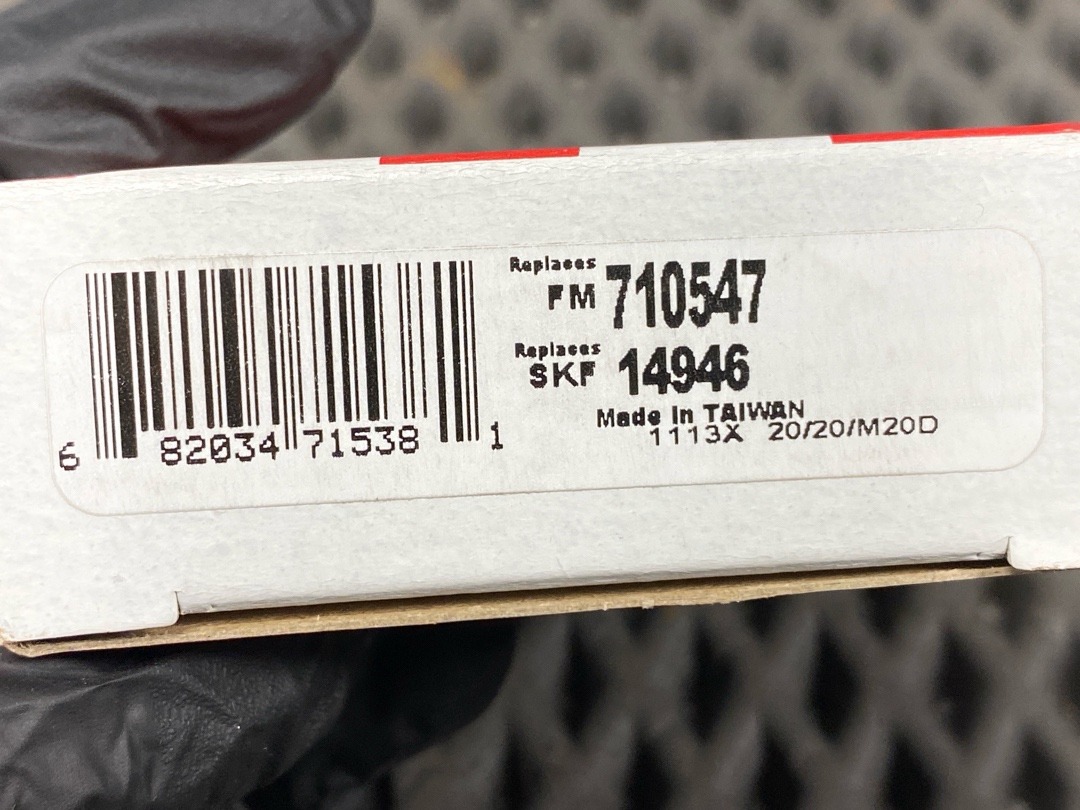 Replaces
FM 710547
Replaces
SKF 14946
Made In TAIWAN
1113X 20/20/M20D
6 82034 71538 1